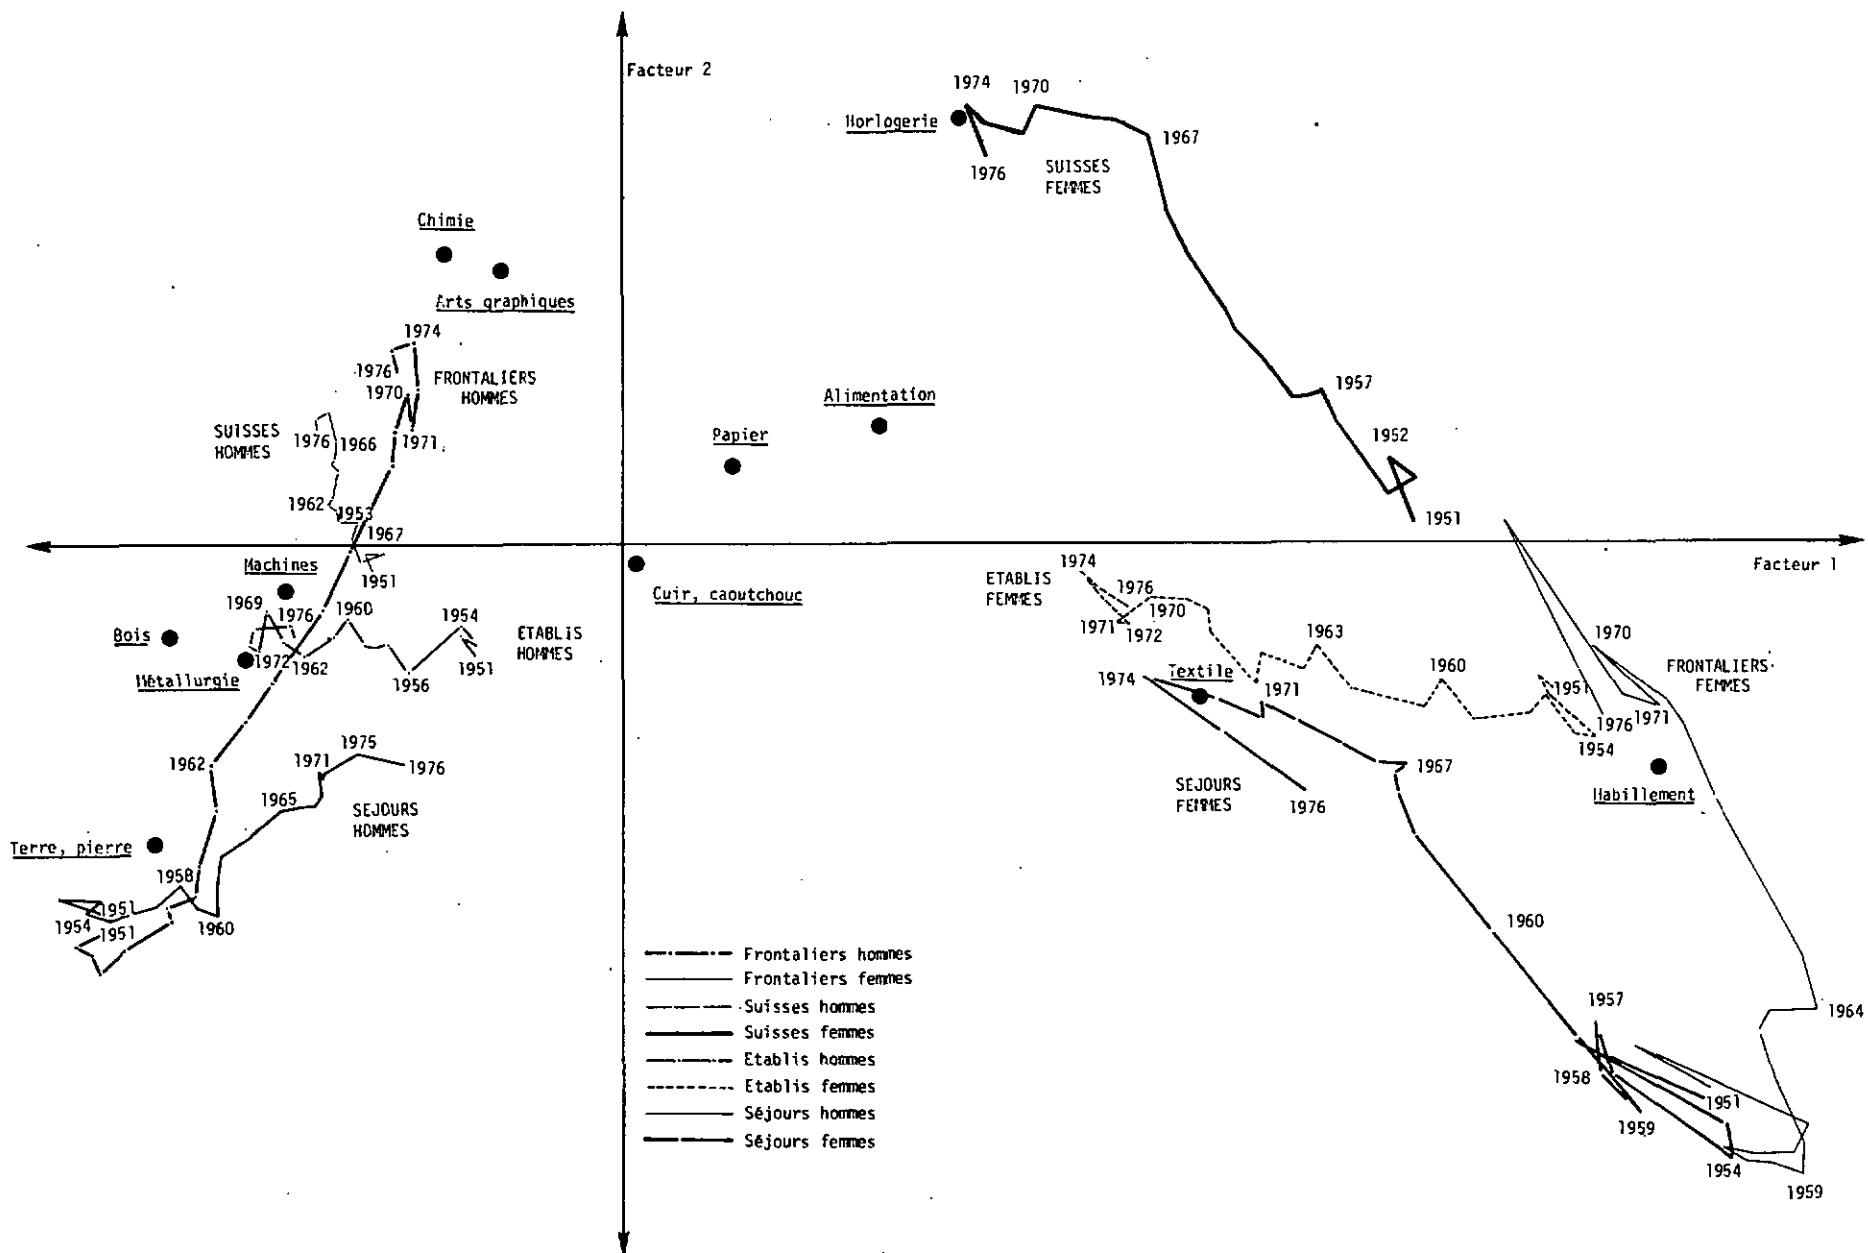 Facteur 2
1974
1970
Horlogerie
1967
1976
SUISSES
FEMMES
Chimie
Arts graphiques
1974
1976
FRONTALIERS
HOMMES
1970
1971
SUISSES
HOMMES
1976
1966
1962
1953
1967
1951
Alimentation
Papier
1957
1952
1951
Facteur 1
Machines
1969
1976
1960
1954
Bois
1972
1962
1956
1951
ETABLIS
HOMMES
Métallurgie
Cuir, caoutchouc
1974
ETABLIS
FEMMES
1976
1970
1971
1972
1963
1960
1951
1954
1970
FRONTALIERS
FEMMES
1976
1971
Textile
1974
1971
1967
SEJOURS
FEMMES
1976
Habillement
1962
1975
1971
1976
1965
SEJOURS
HOMMES
Terre, pierre
1958
1951
1954
1951
1960
1960
1957
1964
1958
1951
1959
1954
1959
Frontaliers hommes
Frontaliers femmes
Suisses hommes
Suisses femmes
Etablis hommes
Etablis femmes
Séjours hommes
Séjours femmes